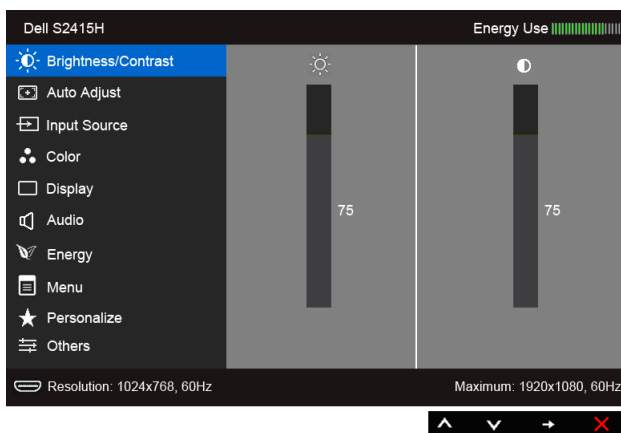 Dell S2415H
Energy Use
Brightness/Contrast
Auto Adjust
Input Source
Color
Display
Audio
Energy
Menu
Personalize
Others
75
75
Resolution: 1024x768, 60Hz
Maximum: 1920x1080, 60Hz